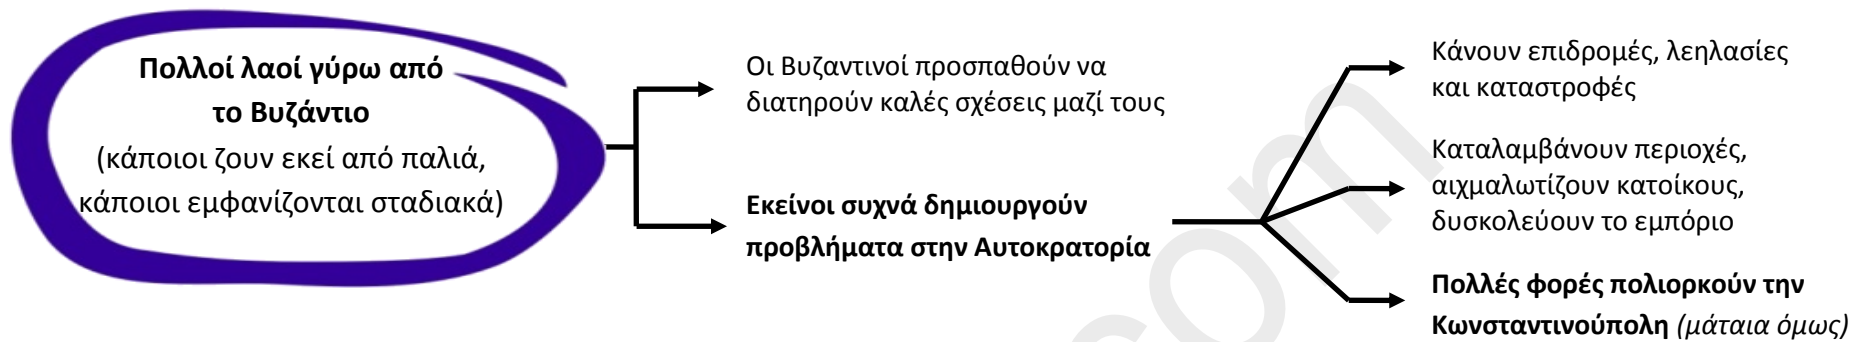 Πολλοί λαοί γύρω από
το Βυζάντιο
(κάποιοι ζουν εκεί από παλιά,
κάποιοι εμφανίζονται σταδιακά)
Οι Βυζαντινοί προσπαθούν να
διατηρούν καλές σχέσεις μαζί τους
Εκείνοι συχνά δημιουργούν
προβλήματα στην Αυτοκρατορία
Κάνουν επιδρομές, λεηλασίες
και καταστροφές
Καταλαμβάνουν περιοχές,
αιχμαλωτίζουν κατοίκους,
δυσκολεύουν το εμπόριο
Πολλές φορές πολιορκούν την
Κωνσταντινούπολη (μάταια όμως)
com